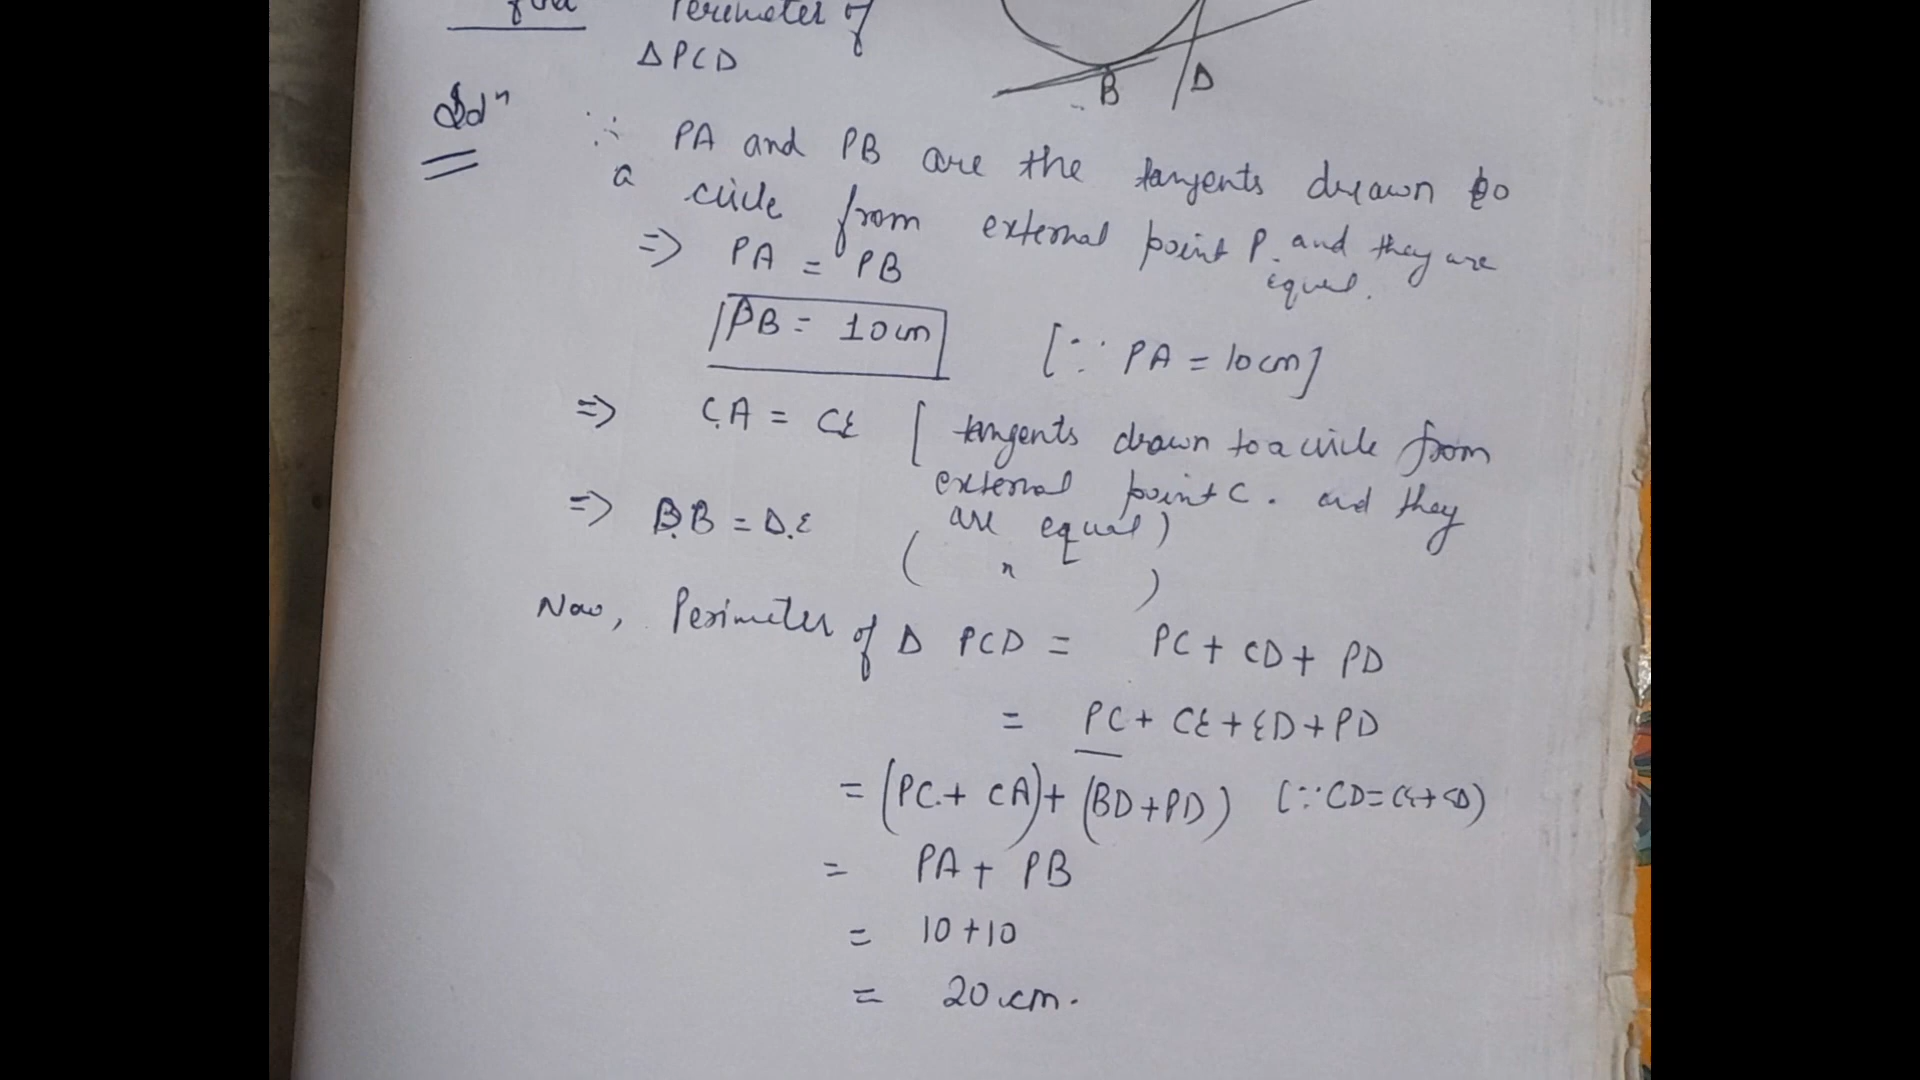 find Perimeter of
Δ PCD
B D
Solⁿ
∵ PA and PB are the tangents drawn to
a circle from external point P. and they are
equal.
=> PA = PB
PB = 10cm [∵ PA = 10cm]
=> CA = CE [ tangents drawn to a circle from
external point C. and they
are equal)
=> DB = DE ( " )
Now, Perimeter of Δ PCD = PC + CD + PD
= PC + CE + ED + PD
= (PC + CA) + (BD + PD) (∵ CD = CE + ED)
= PA + PB
= 10 + 10
= 20 cm.